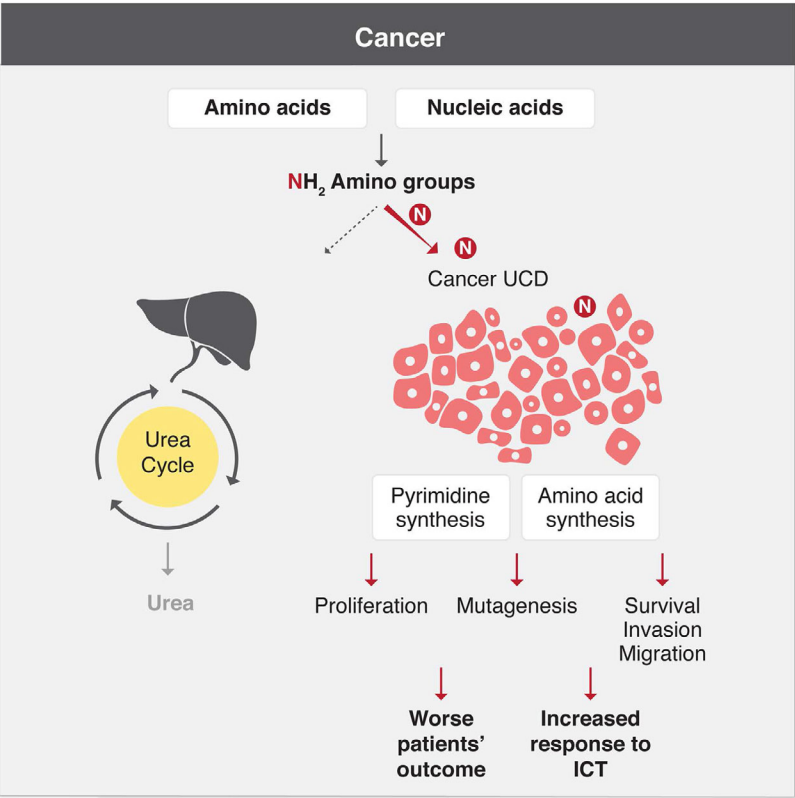 Cancer
Amino acids
Nucleic acids
NH2 Amino groups
N
N
Cancer UCD
N
Urea
Cycle
Urea
Pyrimidine
synthesis
Amino acid
synthesis
Proliferation
Mutagenesis
Survival
Invasion
Migration
Worse
patients’
outcome
Increased
response to
ICT